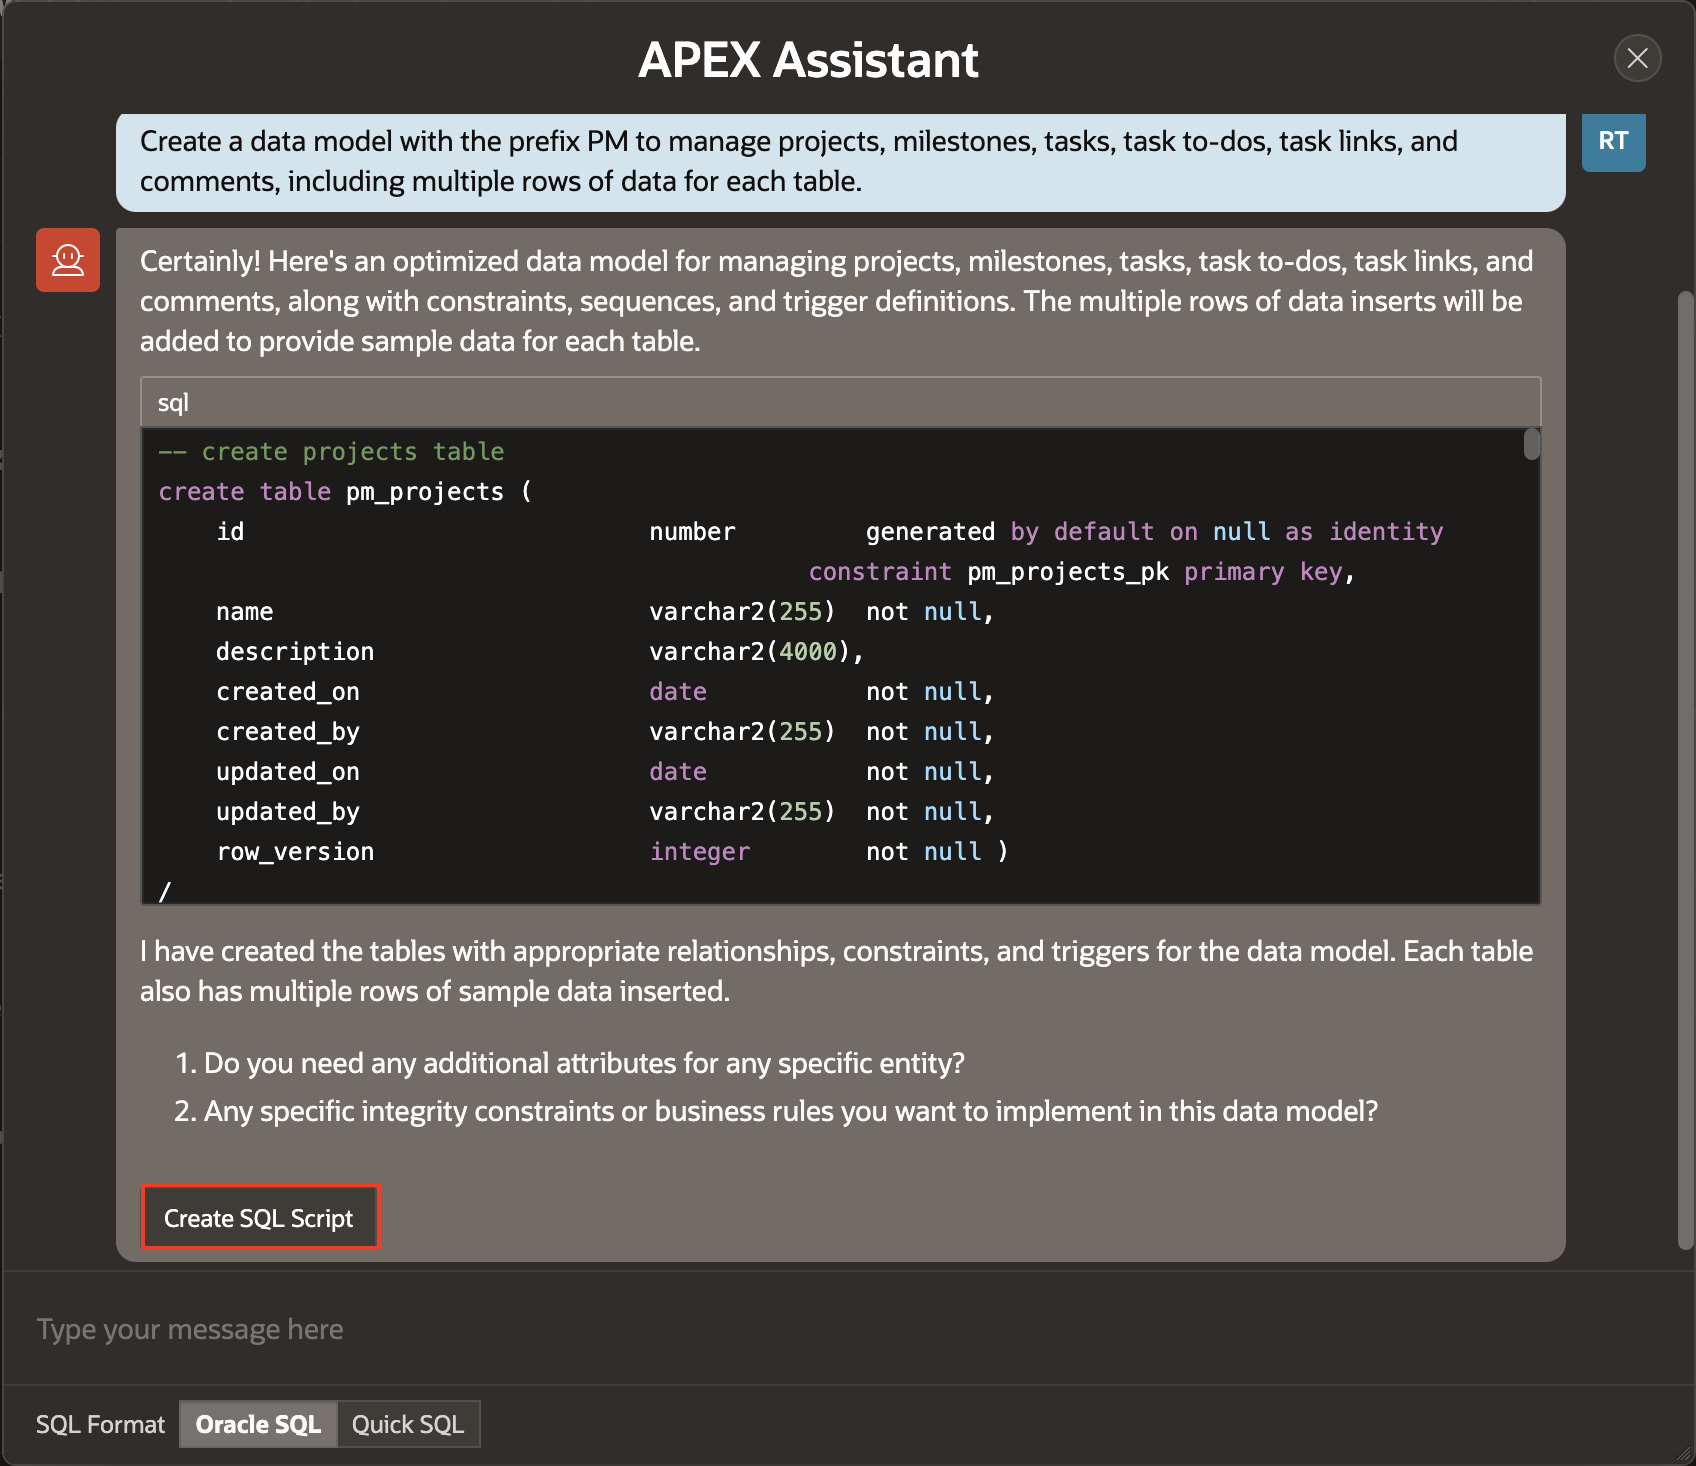 APEX Assistant
Create a data model with the prefix PM to manage projects, milestones, tasks, task to-dos, task links, and
comments, including multiple rows of data for each table.
RT
Certainly! Here's an optimized data model for managing projects, milestones, tasks, task to-dos, task links, and
comments, along with constraints, sequences, and trigger definitions. The multiple rows of data inserts will be
added to provide sample data for each table.
sql
-- create projects table
create table pm_projects (
    id                              number         generated by default on null as identity
                                             constraint pm_projects_pk primary key,
    name                          varchar2(255)  not null,
    description                   varchar2(4000),
    created_on                    date           not null,
    created_by                    varchar2(255)  not null,
    updated_on                    date           not null,
    updated_by                    varchar2(255)  not null,
    row_version                   integer        not null )
/
I have created the tables with appropriate relationships, constraints, and triggers for the data model. Each table
also has multiple rows of sample data inserted.
1. Do you need any additional attributes for any specific entity?
2. Any specific integrity constraints or business rules you want to implement in this data model?
Create SQL Script
Type your message here
SQL Format Oracle SQL Quick SQL